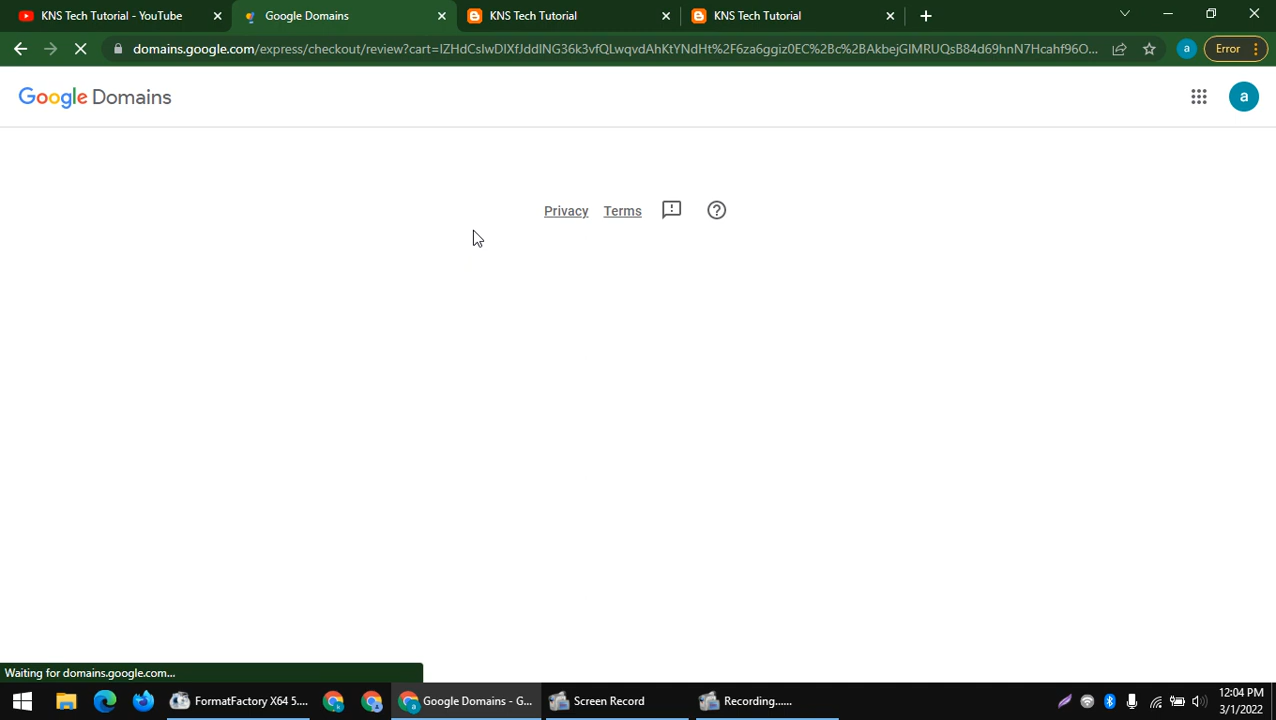 KNS Tech Tutorial - YouTube
Google Domains
KNS Tech Tutorial
KNS Tech Tutorial
domains.google.com/express/checkout/review?cart=IZHdCslwDIXfJddING36k3vfQLwqvdAhKtYNdHt%2F6za6ggiz0EC%2Bc%2BAkbejGIMRUQsB84d69hnN7Hcahf96O...
a
Error
Google Domains
a
Privacy Terms
Waiting for domains.google.com...
FormatFactory X64 5....
Google Domains - G...
Screen Record
Recording......
12:04 PM
3/1/2022